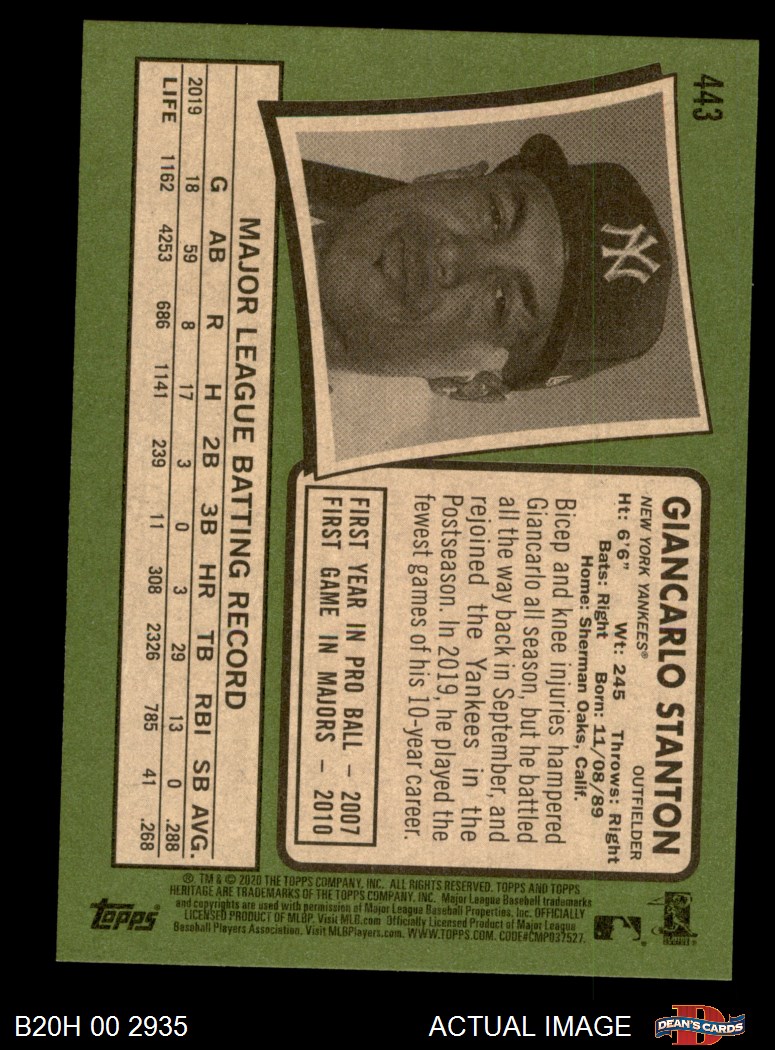 443
GIANCARLO STANTON
NEW YORK YANKEES® OUTFIELDER
Ht: 6'6" Wt: 245 Throws: Right
Bats: Right Born: 11/08/89
Home: Sherman Oaks, Calif.
Bicep and knee injuries hampered
Giancarlo all season, but he battled
all the way back in September, and
rejoined the Yankees in the
Postseason. In 2019, he played the
fewest games of his 10-year career.
FIRST YEAR IN PRO BALL – 2007
FIRST GAME IN MAJORS – 2010
NY
MAJOR LEAGUE BATTING RECORD
G AB R H 2B 3B HR TB RBI SB AVG.
2019 18 59 8 17 3 0 3 29 13 0 .288
LIFE 1162 4253 686 1141 239 11 308 2326 785 41 .268
® TM & © 2020 THE TOPPS COMPANY, INC. ALL RIGHTS RESERVED. TOPPS AND TOPPS
HERITAGE ARE TRADEMARKS OF THE TOPPS COMPANY, INC. Major League Baseball trademarks
and copyrights are used with permission of Major League Baseball Properties, Inc. OFFICIALLY
LICENSED PRODUCT OF MLBP. Visit MLB.com Officially Licensed Product of Major League
Baseball Players Association. Visit MLBPlayers.com. WWW.TOPPS.COM. CODE#CMP037527.
Topps
B20H 00 2935
ACTUAL IMAGE
DEAN'S CARDS